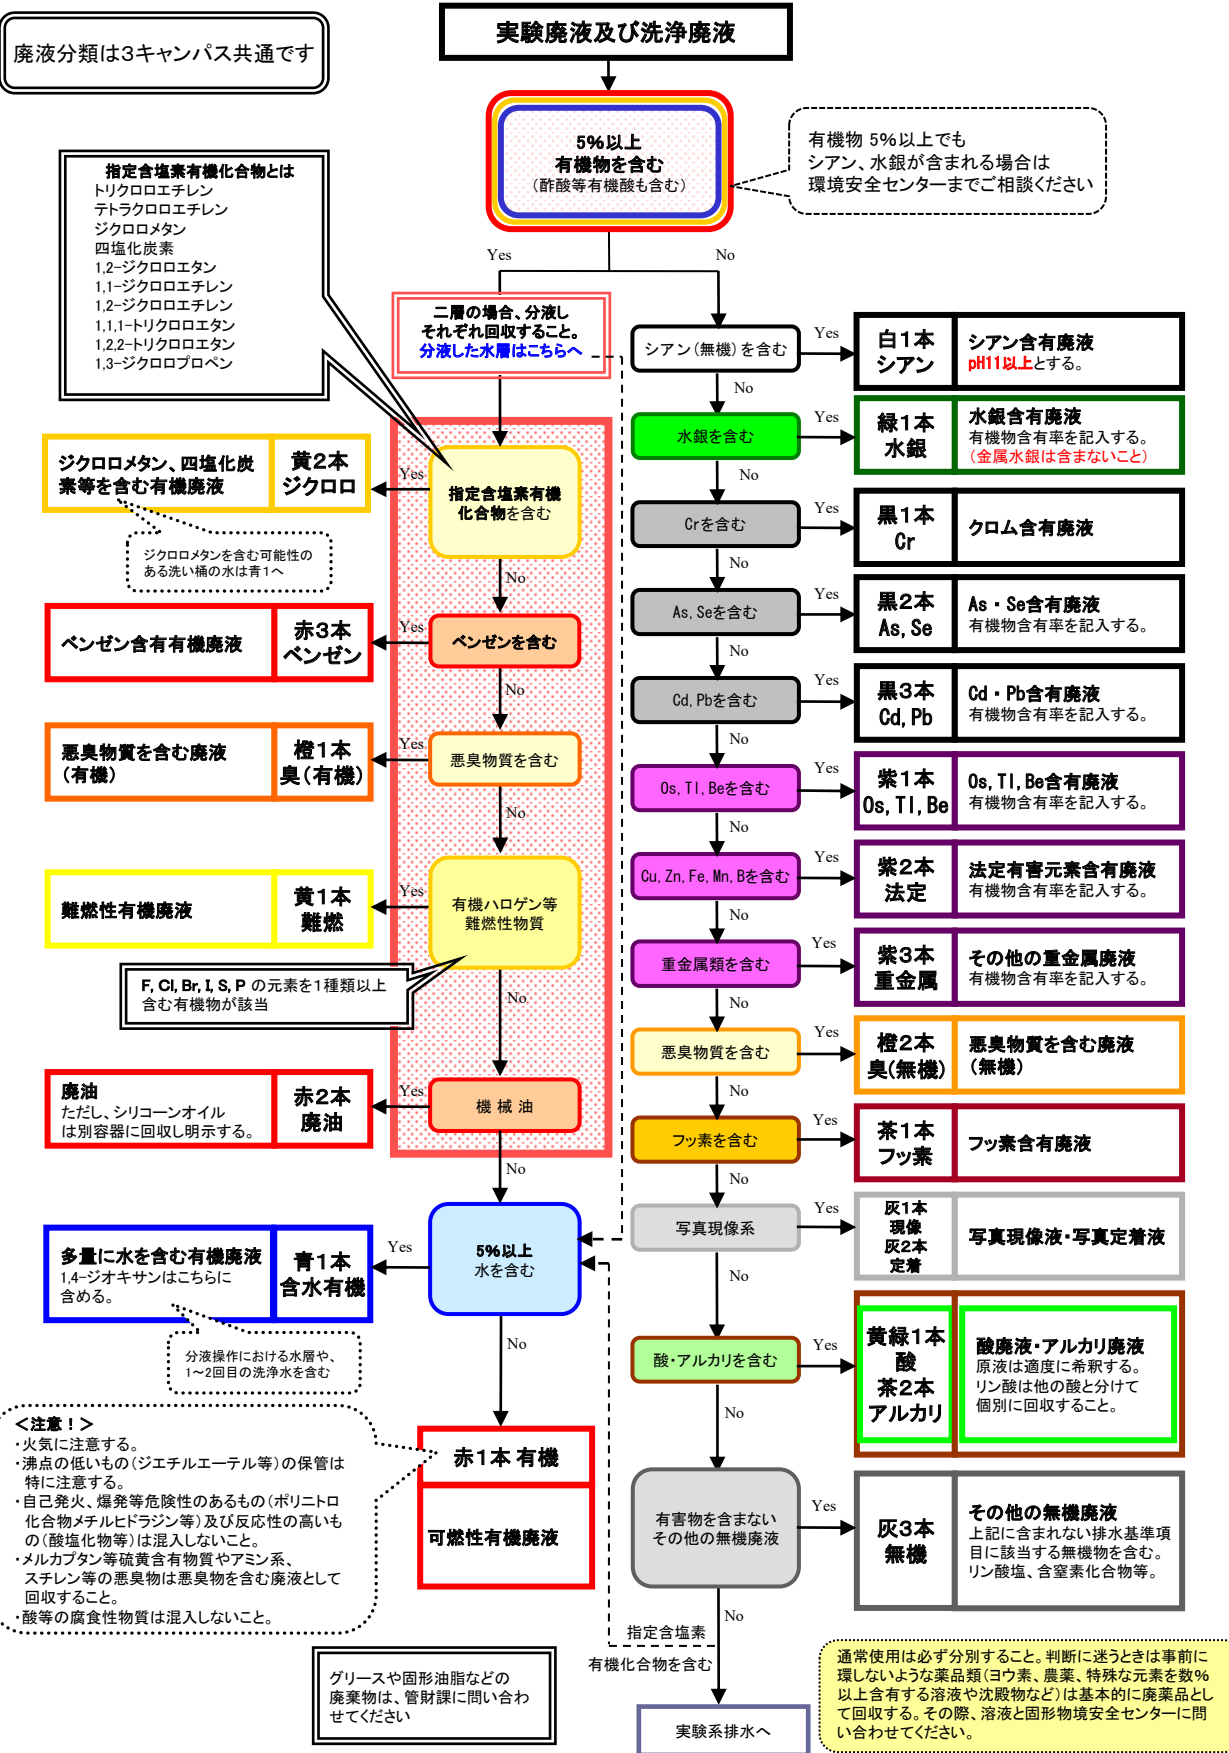 廃液分類は3キャンパス共通です
実験廃液及び洗浄廃液
5%以上
有機物を含む
（酢酸等有機酸も含む）
有機物 5%以上でも
シアン、水銀が含まれる場合は
環境安全センターまでご相談ください
指定含塩素有機化合物とは
トリクロロエチレン
テトラクロロエチレン
ジクロロメタン
四塩化炭素
1,2-ジクロロエタン
1,1-ジクロロエチレン
1,2-ジクロロエチレン
1,1,1-トリクロロエタン
1,2,2-トリクロロエタン
1,3-ジクロロプロペン
Yes
No
二層の場合、分液し
それぞれ回収すること。
分液した水層はこちらへ
シアン（無機）を含む
Yes
白1本
シアン
シアン含有廃液
pH11以上とする。
No
水銀を含む
Yes
緑1本
水銀
水銀含有廃液
有機物含有率を記入する。
（金属水銀は含まないこと）
No
ジクロロメタン、四塩化炭
素等を含む有機廃液
黄2本
ジクロロ
Yes
指定含塩素有機
化合物を含む
ジクロロメタンを含む可能性の
ある洗い桶の水は青1へ
No
Crを含む
Yes
黒1本
Cr
クロム含有廃液
No
As, Seを含む
Yes
黒2本
As, Se
As・Se含有廃液
有機物含有率を記入する。
No
ベンゼン含有有機廃液
赤3本
ベンゼン
Yes
ベンゼンを含む
No
Cd, Pbを含む
Yes
黒3本
Cd, Pb
Cd・Pb含有廃液
有機物含有率を記入する。
No
悪臭物質を含む廃液
（有機）
橙1本
臭（有機）
Yes
悪臭物質を含む
No
Os, Tl, Beを含む
Yes
紫1本
Os, Tl, Be
Os, Tl, Be含有廃液
有機物含有率を記入する。
No
Cu, Zn, Fe, Mn, Bを含む
Yes
紫2本
法定
法定有害元素含有廃液
有機物含有率を記入する。
No
難燃性有機廃液
黄1本
難燃
Yes
有機ハロゲン等
難燃性物質
F, Cl, Br, I, S, P の元素を1種類以上
含む有機物が該当
No
重金属類を含む
Yes
紫3本
重金属
その他の重金属廃液
有機物含有率を記入する。
No
悪臭物質を含む
Yes
橙2本
臭(無機)
悪臭物質を含む廃液
（無機）
No
廃油
ただし、シリコーンオイル
は別容器に回収し明示する。
赤2本
廃油
Yes
機 械 油
No
フッ素を含む
Yes
茶1本
フッ素
フッ素含有廃液
No
写真現像系
Yes
灰1本
現像
灰2本
定着
写真現像液・写真定着液
No
多量に水を含む有機廃液
1,4-ジオキサンはこちらに
含める。
青1本
含水有機
Yes
5%以上
水を含む
分液操作における水層や、
1～2回目の洗浄水を含む
No
酸・アルカリを含む
Yes
黄緑1本
酸
茶2本
アルカリ
酸廃液・アルカリ廃液
原液は適度に希釈する。
リン酸は他の酸と分けて
個別に回収すること。
No
＜注意！＞
・火気に注意する。
・沸点の低いもの（ジエチルエーテル等）の保管は
特に注意する。
・自己発火、爆発等危険性のあるもの（ポリニトロ
化合物メチルヒドラジン等）及び反応性の高いも
の（酸塩化物等）は混入しないこと。
・メルカプタン等硫黄含有物質やアミン系、
スチレン等の悪臭物は悪臭物を含む廃液として
回収すること。
・酸等の腐食性物質は混入しないこと。
赤1本 有機
可燃性有機廃液
有害物を含まない
その他の無機廃液
Yes
灰3本
無機
その他の無機廃液
上記に含まれない排水基準項
目に該当する無機物を含む。
リン酸塩、含窒素化合物等。
No
指定含塩素
有機化合物を含む
グリースや固形油脂などの
廃棄物は、管財課に問い合わ
せてください
実験系排水へ
通常使用は必ず分別すること。判断に迷うときは事前に
環しないような薬品類（ヨウ素、農薬、特殊な元素を数%
以上含有する溶液や沈殿物など）は基本的に廃薬品とし
て回収する。その際、溶液と固形物境安全センターに問
い合わせてください。